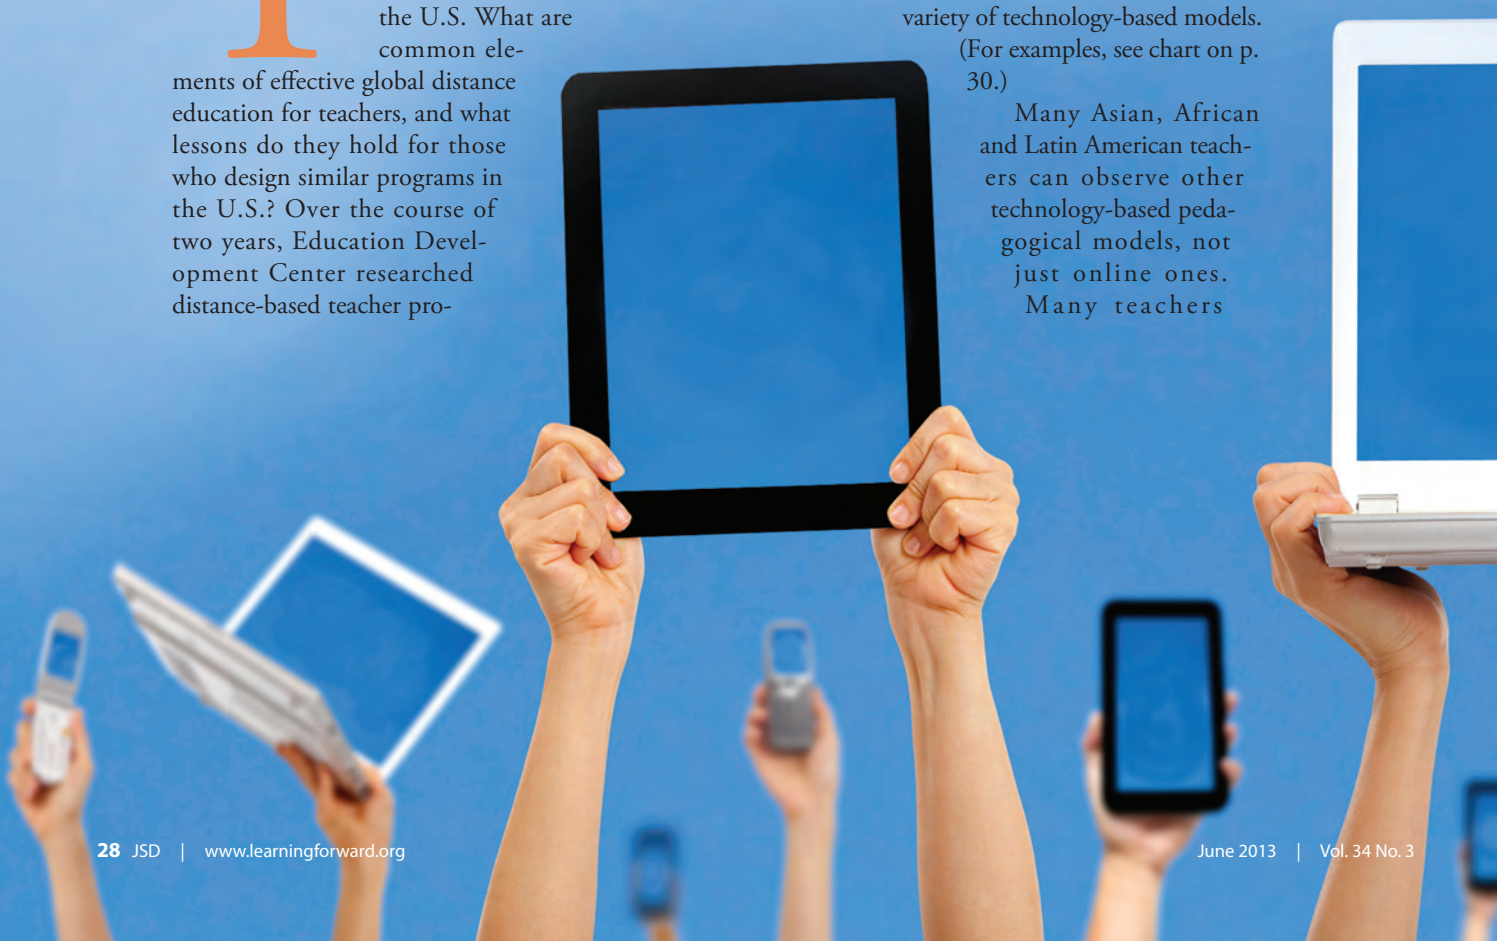 the U.S. What are
common ele-
ments of effective global distance
education for teachers, and what
lessons do they hold for those
who design similar programs in
the U.S.? Over the course of
two years, Education Devel-
opment Center researched
distance-based teacher pro-
variety of technology-based models.
(For examples, see chart on p.
30.)
Many Asian, African
and Latin American teach-
ers can observe other
technology-based peda-
gogical models, not
just online ones.
Many teachers
28 JSD | www.learningforward.org
June 2013 | Vol. 34 No. 3